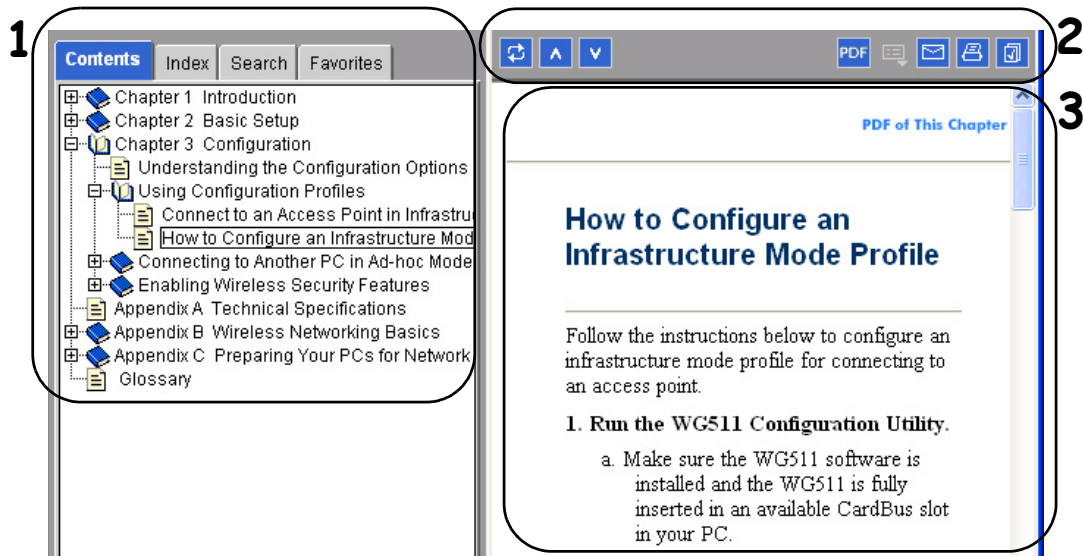 1
Contents Index Search Favorites
Chapter 1 Introduction
Chapter 2 Basic Setup
Chapter 3 Configuration
Understanding the Configuration Options
Using Configuration Profiles
Connect to an Access Point in Infrastru
How to Configure an Infrastructure Mod
Connecting to Another PC in Ad-hoc Mode
Enabling Wireless Security Features
Appendix A Technical Specifications
Appendix B Wireless Networking Basics
Appendix C Preparing Your PCs for Network
Glossary
2
PDF
3
PDF of This Chapter
How to Configure an
Infrastructure Mode Profile
Follow the instructions below to configure an
infrastructure mode profile for connecting to
an access point.
1. Run the WG511 Configuration Utility.
a. Make sure the WG511 software is
installed and the WG511 is fully
inserted in an available CardBus slot
in your PC.